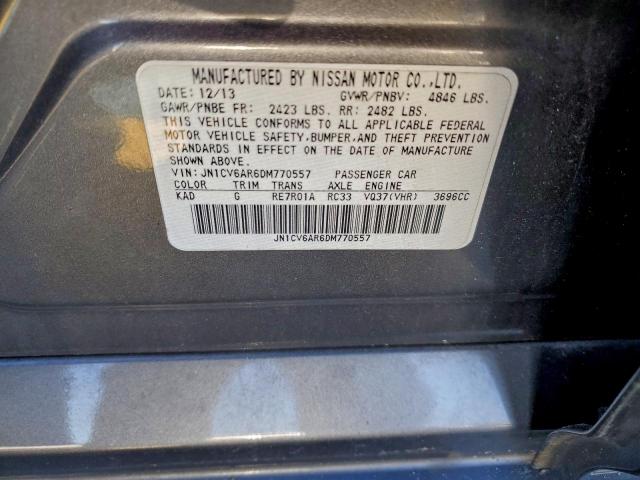 MANUFACTURED BY NISSAN MOTOR CO.,LTD.
DATE: 12/13 GVWR/PNBV: 4846 LBS.
GAWR/PNBE FR: 2423 LBS. RR: 2482 LBS.
THIS VEHICLE CONFORMS TO ALL APPLICABLE FEDERAL
MOTOR VEHICLE SAFETY, BUMPER, AND THEFT PREVENTION
STANDARDS IN EFFECT ON THE DATE OF MANUFACTURE
SHOWN ABOVE.
VIN: JN1CV6AR6DM770557 PASSENGER CAR
COLOR TRIM TRANS AXLE ENGINE
KAD G RE7R01A RC33 VQ37(VHR) 3696CC
JN1CV6AR6DM770557